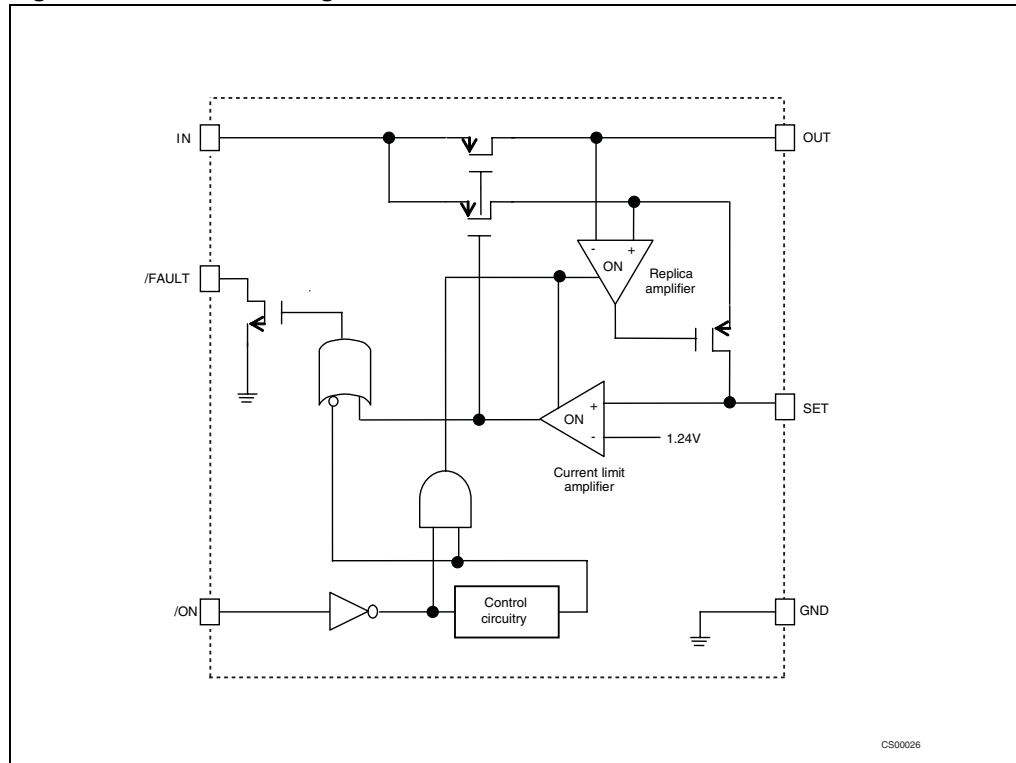 IN
OUT
-
+
ON
Replica
amplifier
/FAULT
+
ON
-
SET
1.24V
Current limit
amplifier
/ON
Control
circuitry
GND
CS00026